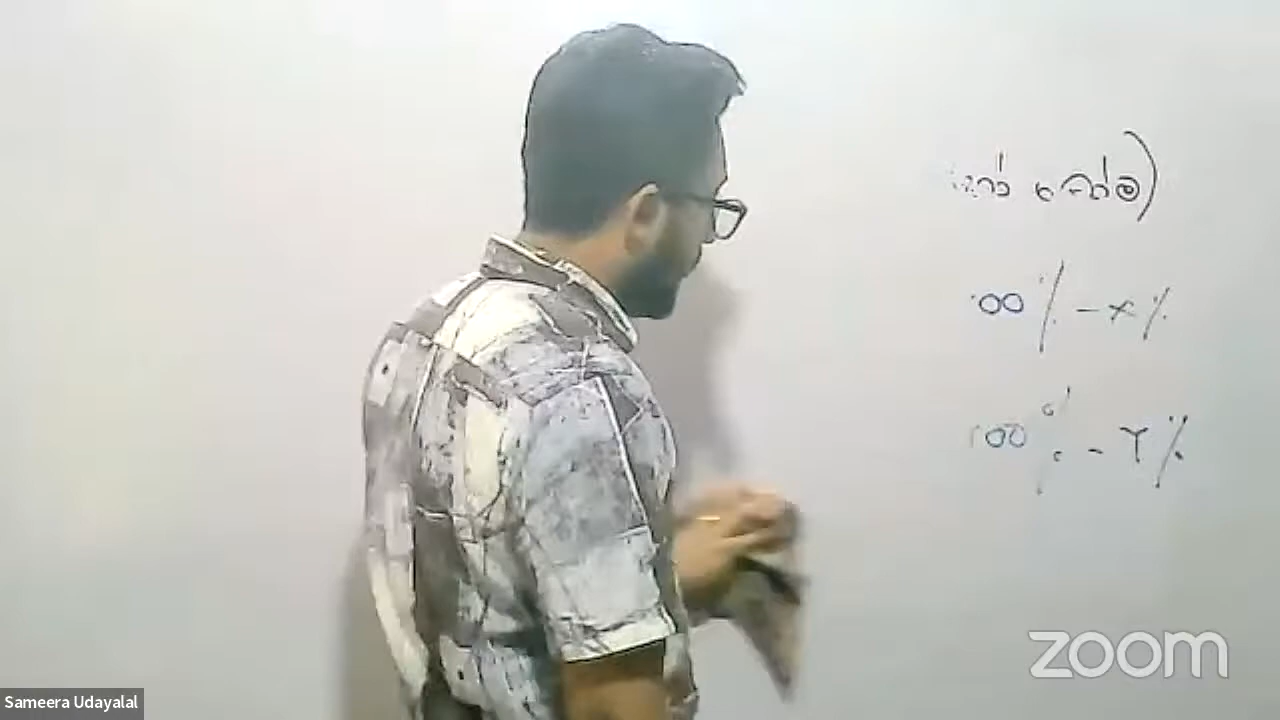 100 % - x %
100 % - Y %
zoom
Sameera Udayalal